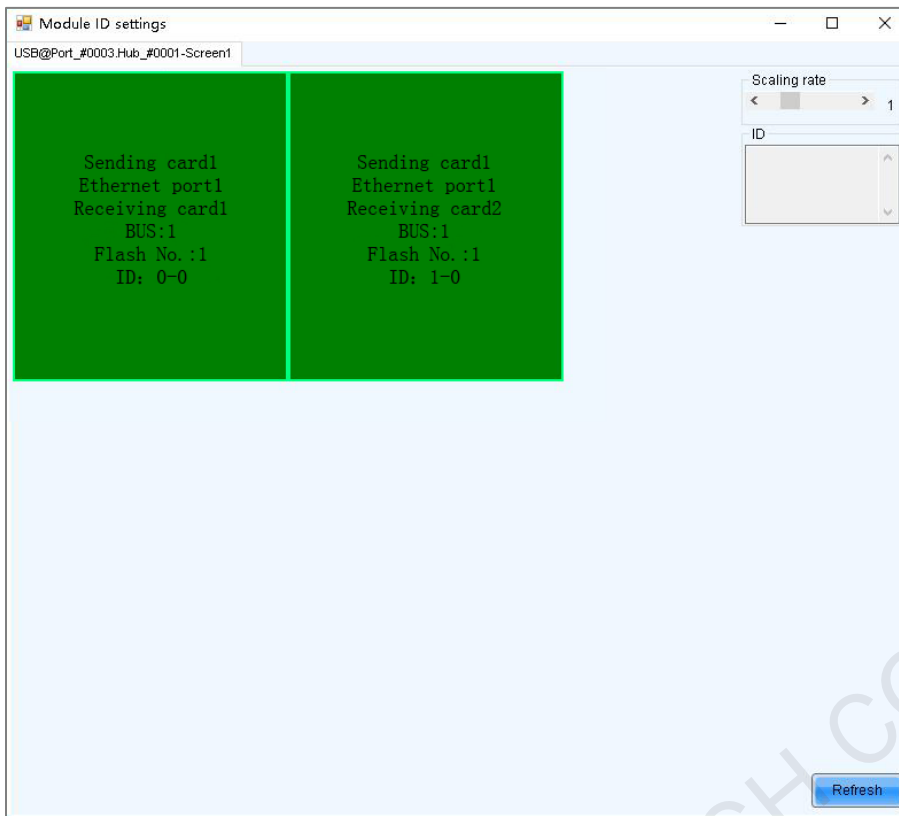 Module ID settings
USB@Port_#0003.Hub_#0001-Screen1
Sending card1
Ethernet port1
Receiving card1
BUS:1
Flash No.:1
ID: 0-0
Sending card1
Ethernet port1
Receiving card2
BUS:1
Flash No.:1
ID: 1-0
Scaling rate
1
ID
Refresh